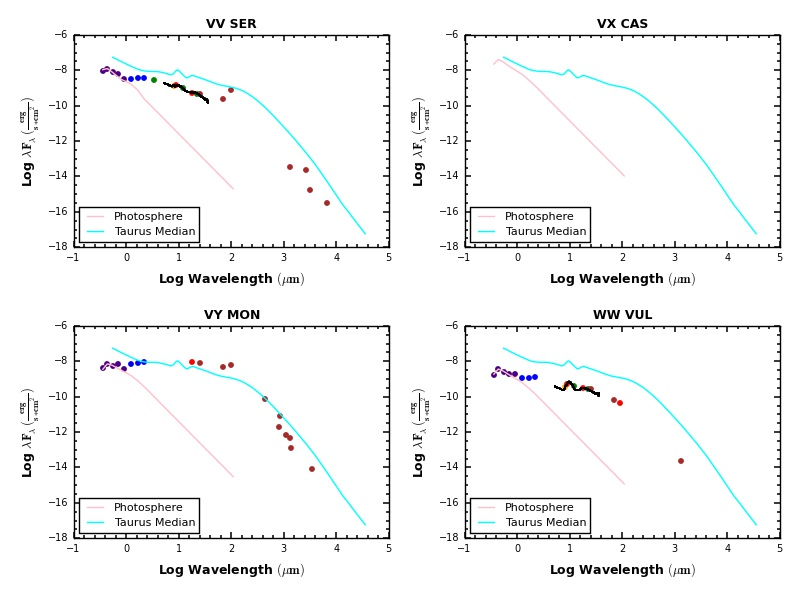 VV SER
−6
−8
−10
−12
−14
−16
−18
−1
0
1
2
3
4
5
Log λF_λ (erg/s∗cm²)
Log Wavelength (μm)
Photosphere
Taurus Median
VX CAS
−6
−8
−10
−12
−14
−16
−18
−1
0
1
2
3
4
5
Log λF_λ (erg/s∗cm²)
Log Wavelength (μm)
Photosphere
Taurus Median
VY MON
−6
−8
−10
−12
−14
−16
−18
−1
0
1
2
3
4
5
Log λF_λ (erg/s∗cm²)
Log Wavelength (μm)
Photosphere
Taurus Median
WW VUL
−6
−8
−10
−12
−14
−16
−18
−1
0
1
2
3
4
5
Log λF_λ (erg/s∗cm²)
Log Wavelength (μm)
Photosphere
Taurus Median